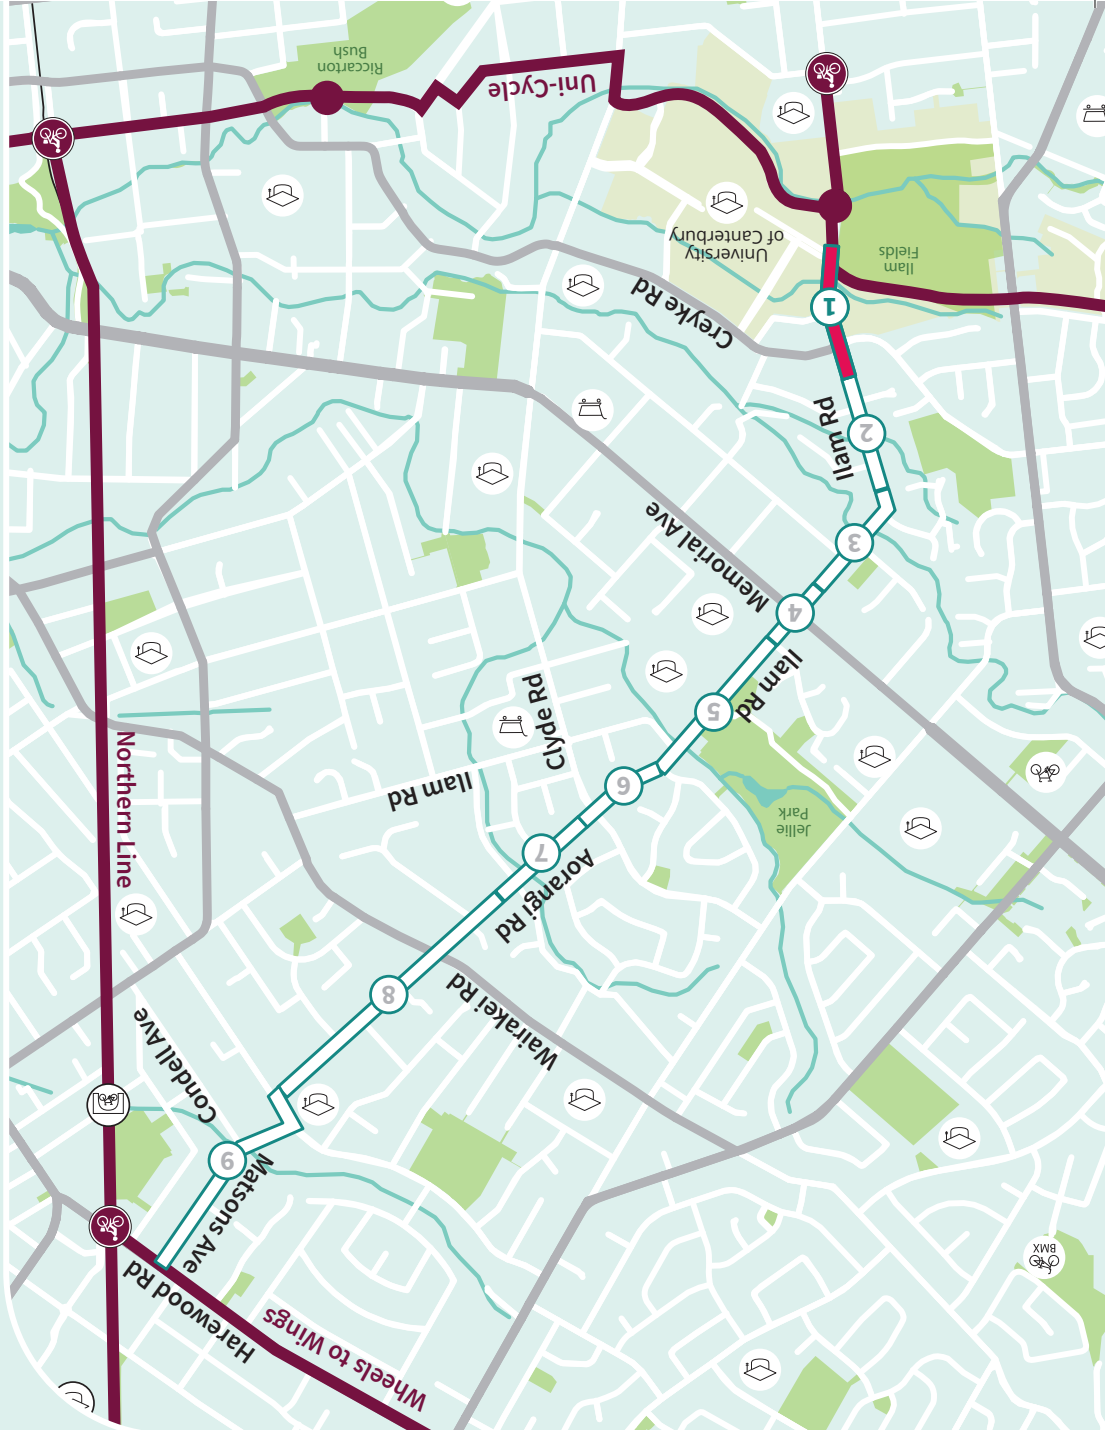 Riccarton
Bush
Uni-Cycle
University
of Canterbury
Ilam
Fields
Creyke Rd
1
Ilam Rd
2
Memorial Ave
3
4
Ilam Rd
5
Clyde Rd
6
Ilam Rd
Jellie
Park
Northern Line
7
Aorangi Rd
8
Wairakei Rd
Condell Ave
9
Matsons Ave
Harewood Rd
Wheels to Wings
BMX